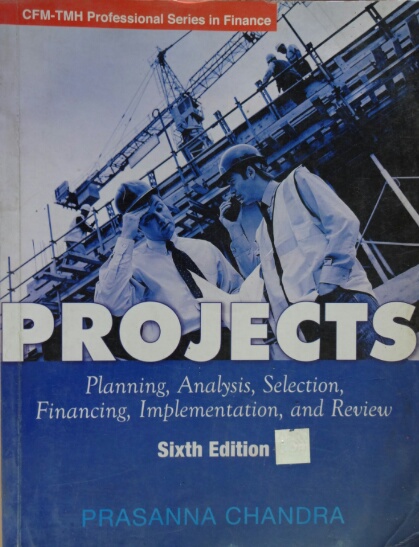 CFM-TMH Professional Series in Finance
PROJECTS
Planning, Analysis, Selection,
Financing, Implementation, and Review
Sixth Edition
PRASANNA CHANDRA